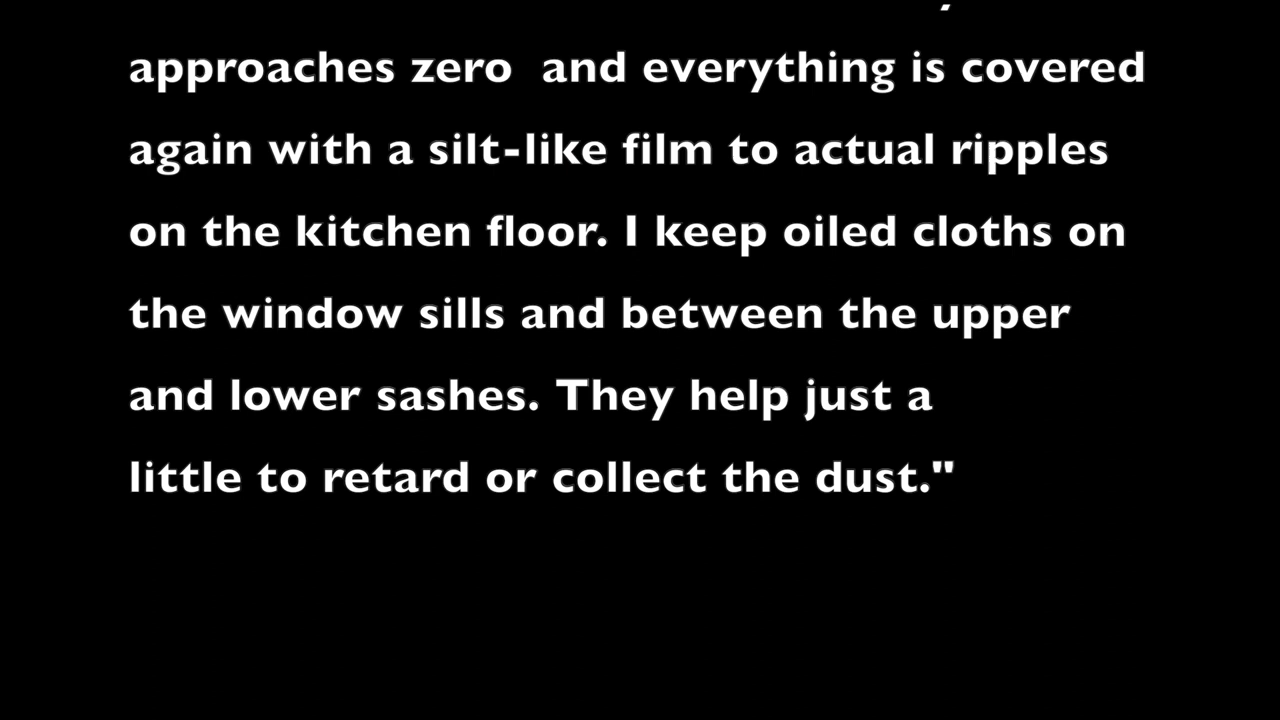 approaches zero  and everything is covered
again with a silt-like film to actual ripples
on the kitchen floor. I keep oiled cloths on
the window sills and between the upper
and lower sashes. They help just a
little to retard or collect the dust."